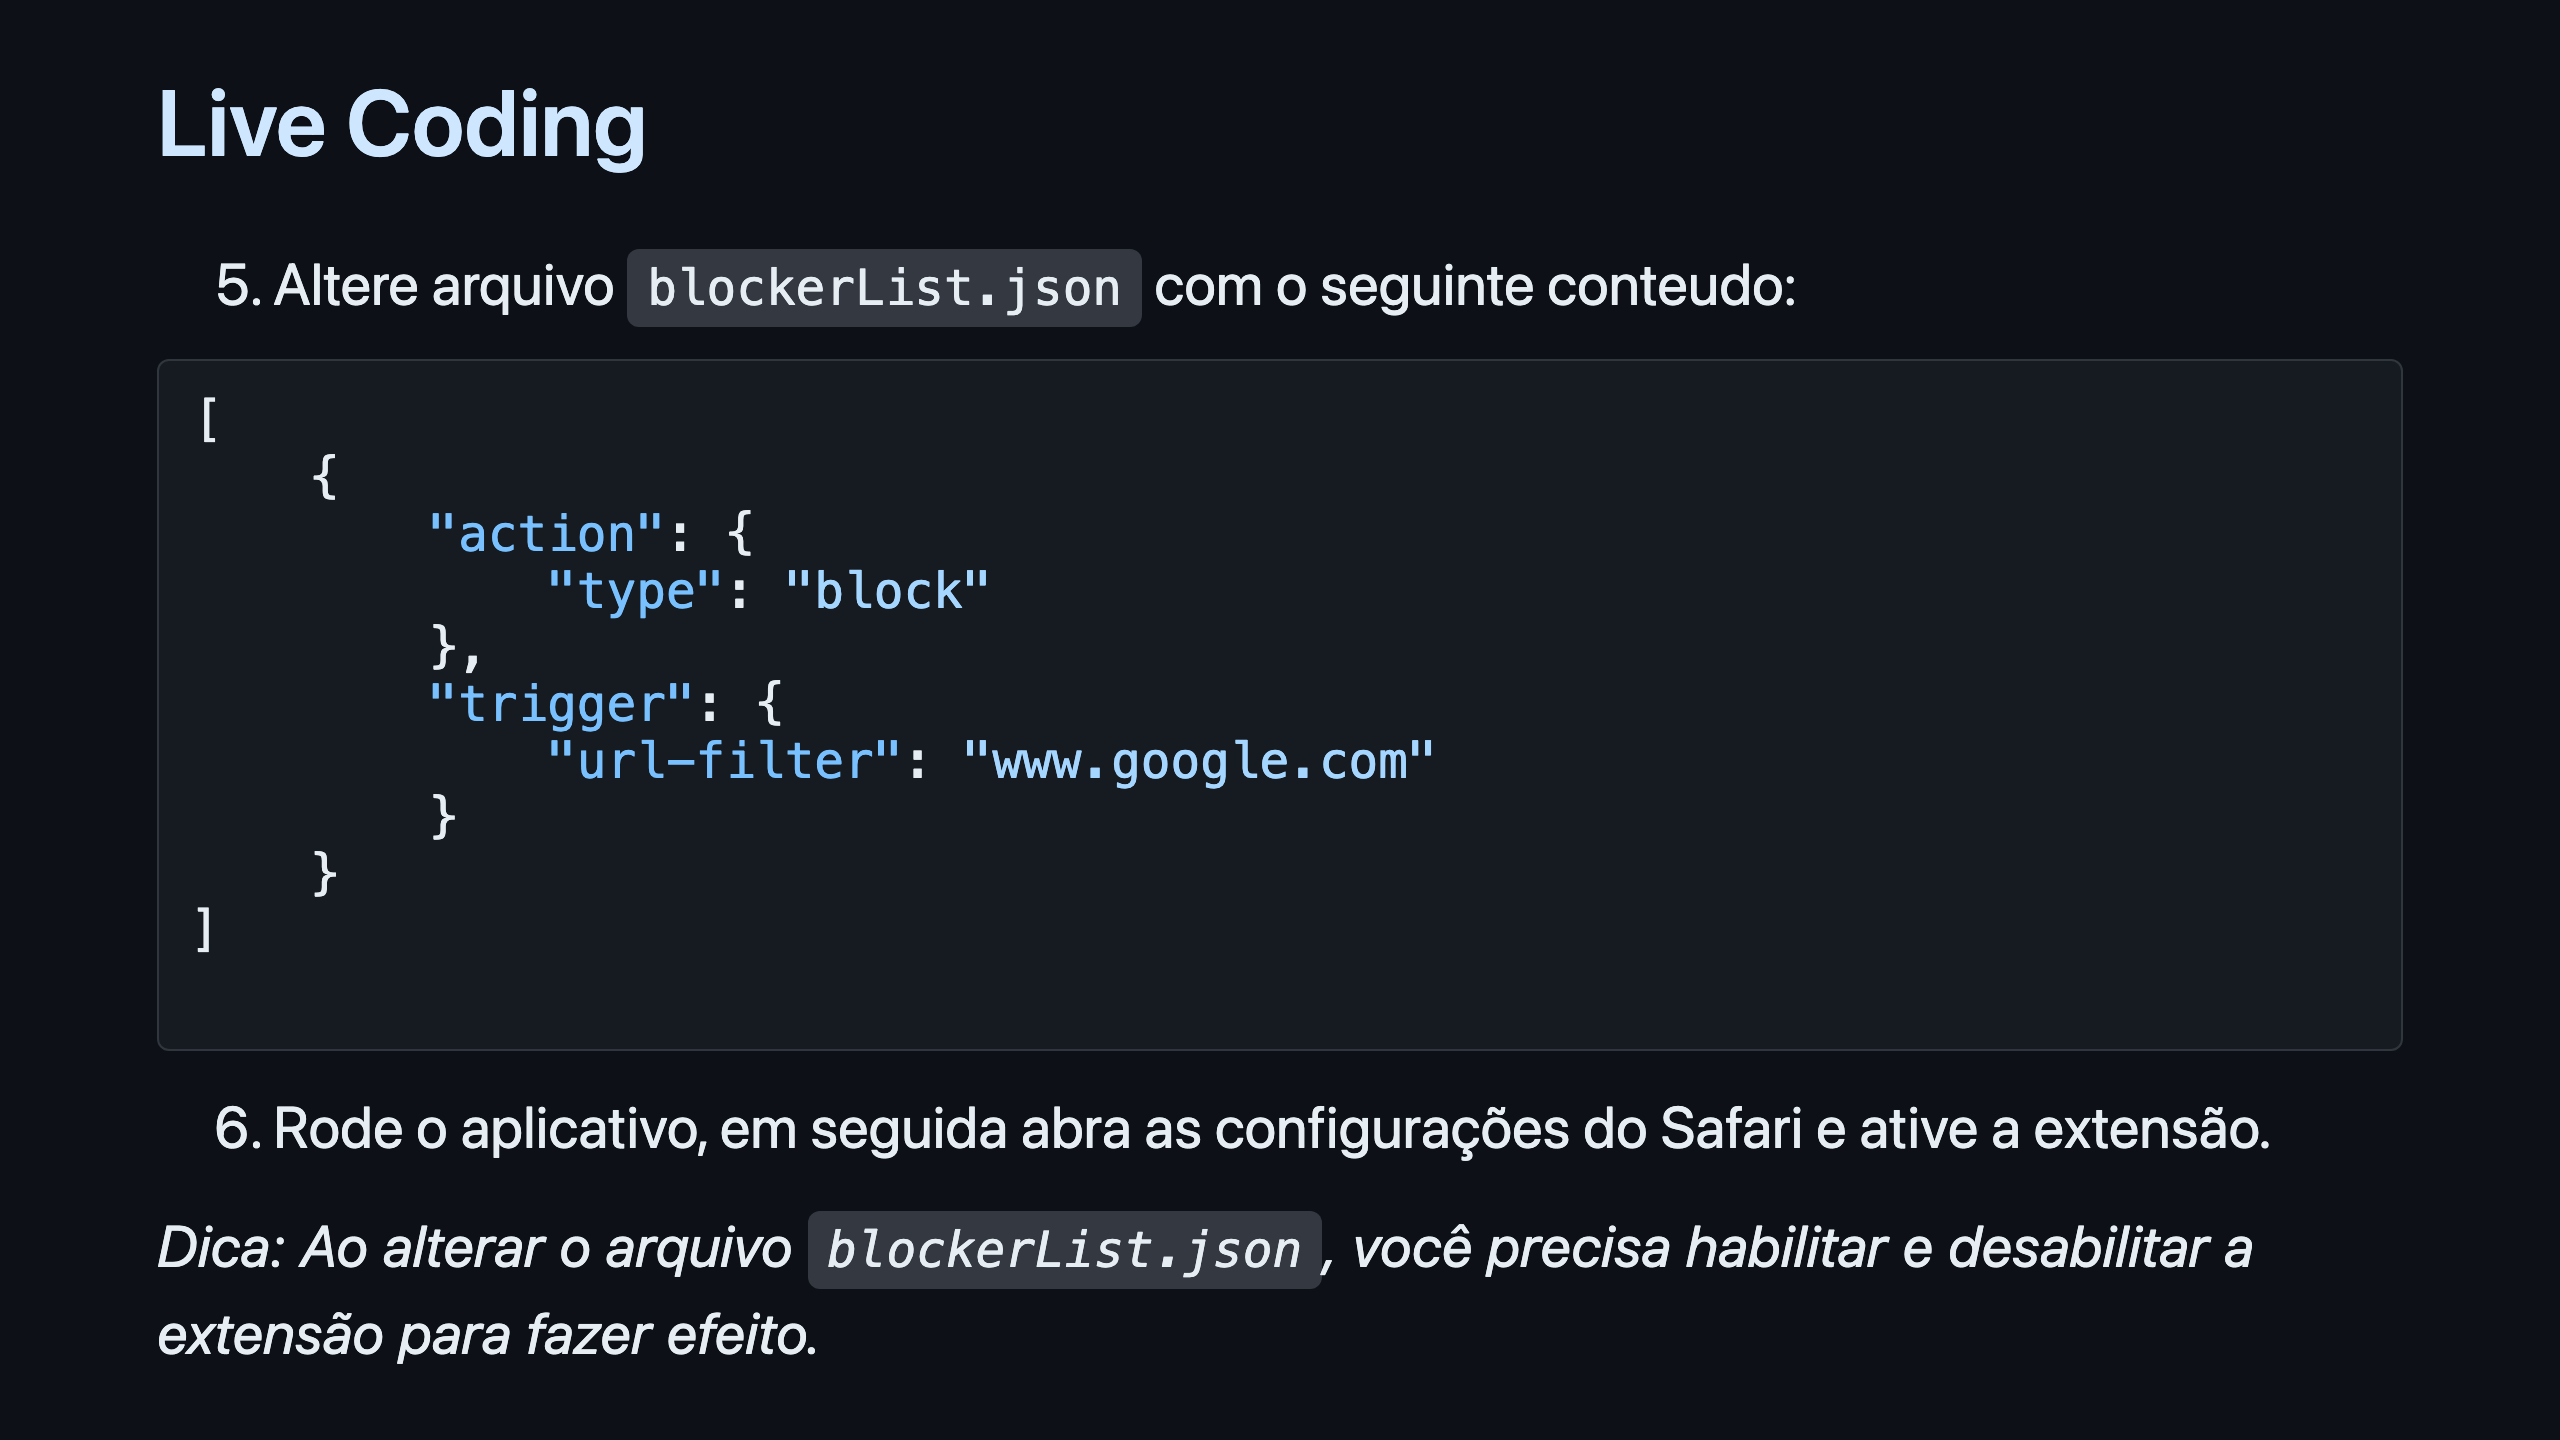 Live Coding
5. Altere arquivo blockerList.json com o seguinte conteudo:
[
    {
        "action": {
            "type": "block"
        },
        "trigger": {
            "url-filter": "www.google.com"
        }
    }
]
6. Rode o aplicativo, em seguida abra as configurações do Safari e ative a extensão.
Dica: Ao alterar o arquivo blockerList.json, você precisa habilitar e desabilitar a
extensão para fazer efeito.